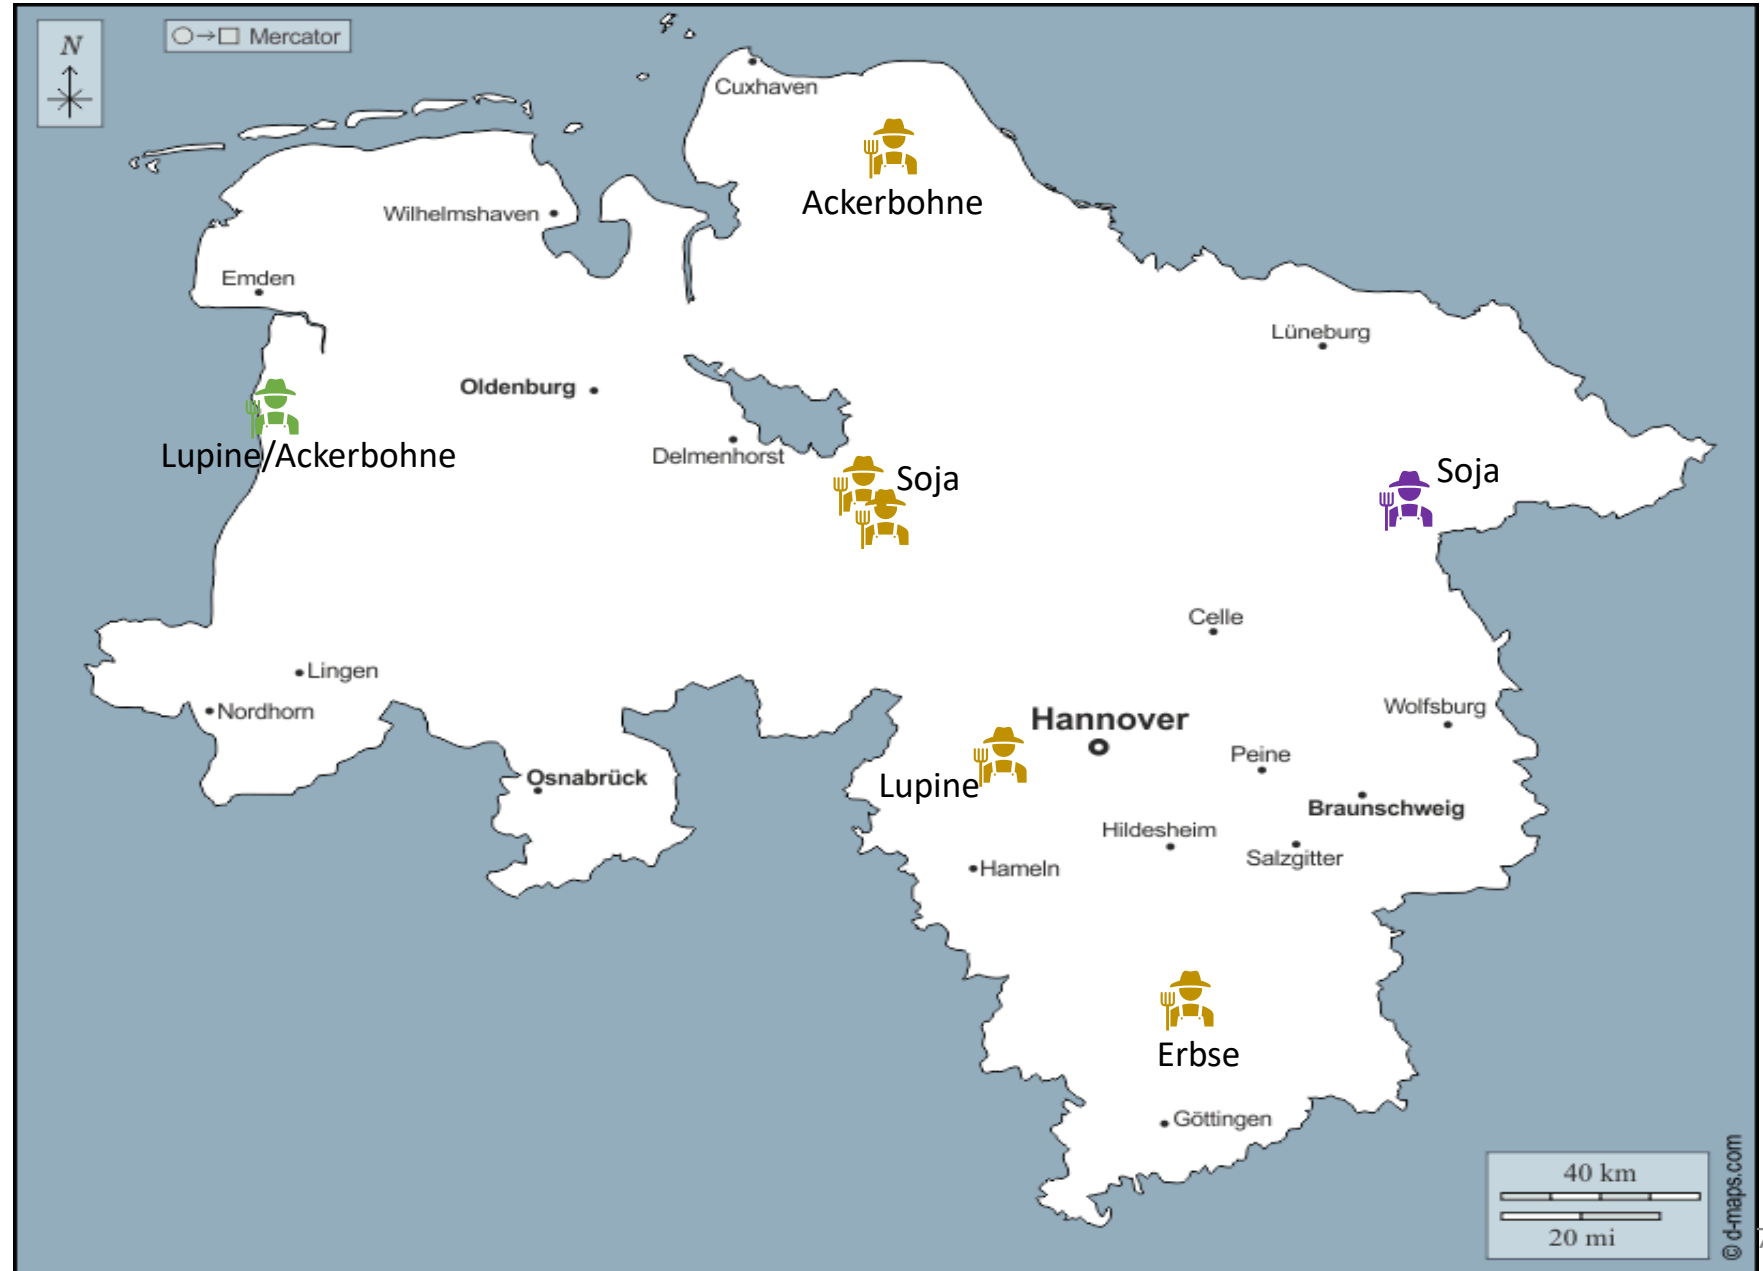 N
Mercator
Cuxhaven
Ackerbohne
Wilhelmshaven
Emden
Lüneburg
Oldenburg
Lupine/Ackerbohne
Delmenhorst
Soja
Soja
Celle
Lingen
Nordhorn
Wolfsburg
Hannover
Peine
Osnabrück
Lupine
Braunschweig
Hildesheim
Salzgitter
Hameln
Erbse
Göttingen
40 km
20 mi
© d-maps.com
7